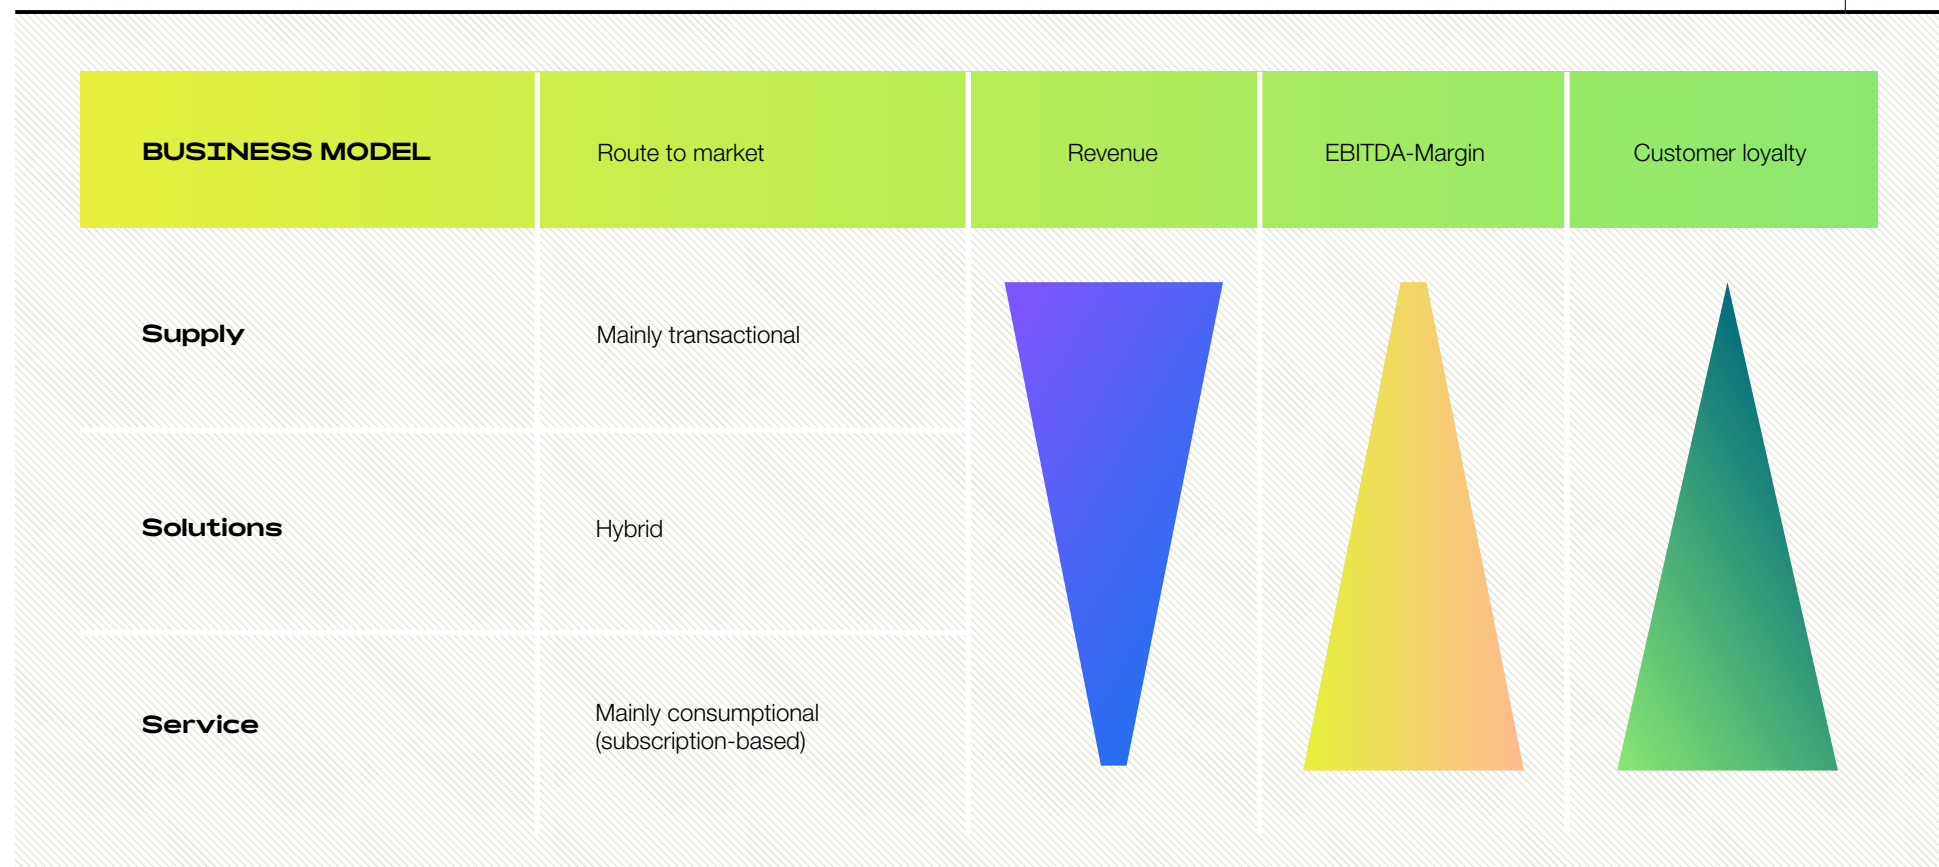 BUSINESS MODEL
Route to market
Revenue
EBITDA-Margin
Customer loyalty
Supply
Mainly transactional
Solutions
Hybrid
Service
Mainly consumptional
(subscription-based)